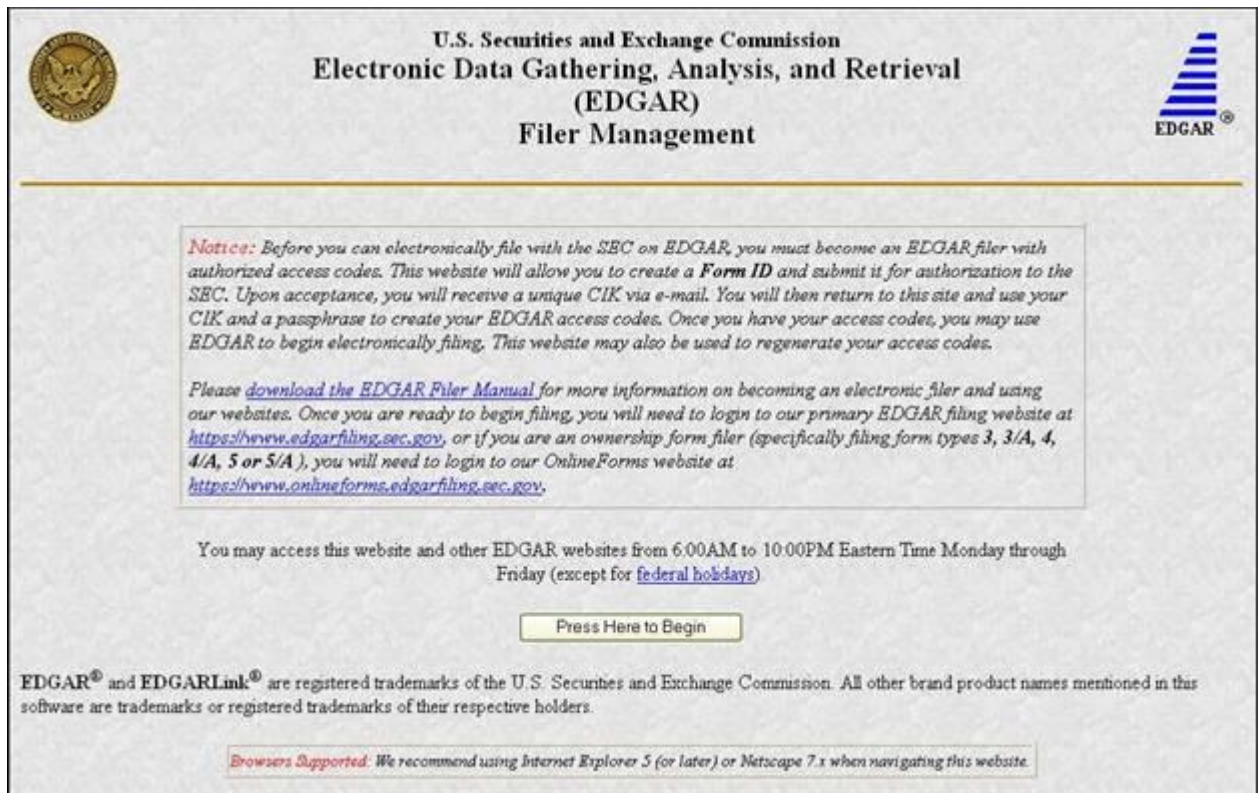 U.S. Securities and Exchange Commission
Electronic Data Gathering, Analysis, and Retrieval
(EDGAR)
Filer Management
EDGAR®
Notice: Before you can electronically file with the SEC on EDGAR, you must become an EDGAR filer with
authorized access codes. This website will allow you to create a Form ID and submit it for authorization to the
SEC. Upon acceptance, you will receive a unique CIK via e-mail. You will then return to this site and use your
CIK and a passphrase to create your EDGAR access codes. Once you have your access codes, you may use
EDGAR to begin electronically filing. This website may also be used to regenerate your access codes.
Please download the EDGAR Filer Manual for more information on becoming an electronic filer and using
our websites. Once you are ready to begin filing, you will need to login to our primary EDGAR filing website at
https://www.edgarfiling.sec.gov, or if you are an ownership form filer (specifically filing form types 3, 3/A, 4,
4/A, 5 or 5/A ), you will need to login to our OnlineForms website at
https://www.onlineforms.edgarfiling.sec.gov.
You may access this website and other EDGAR websites from 6:00AM to 10:00PM Eastern Time Monday through
Friday (except for federal holidays)
Press Here to Begin
EDGAR® and EDGARLink® are registered trademarks of the U.S. Securities and Exchange Commission. All other brand product names mentioned in this
software are trademarks or registered trademarks of their respective holders.
Browsers Supported: We recommend using Internet Explorer 5 (or later) or Netscape 7.x when navigating this website.